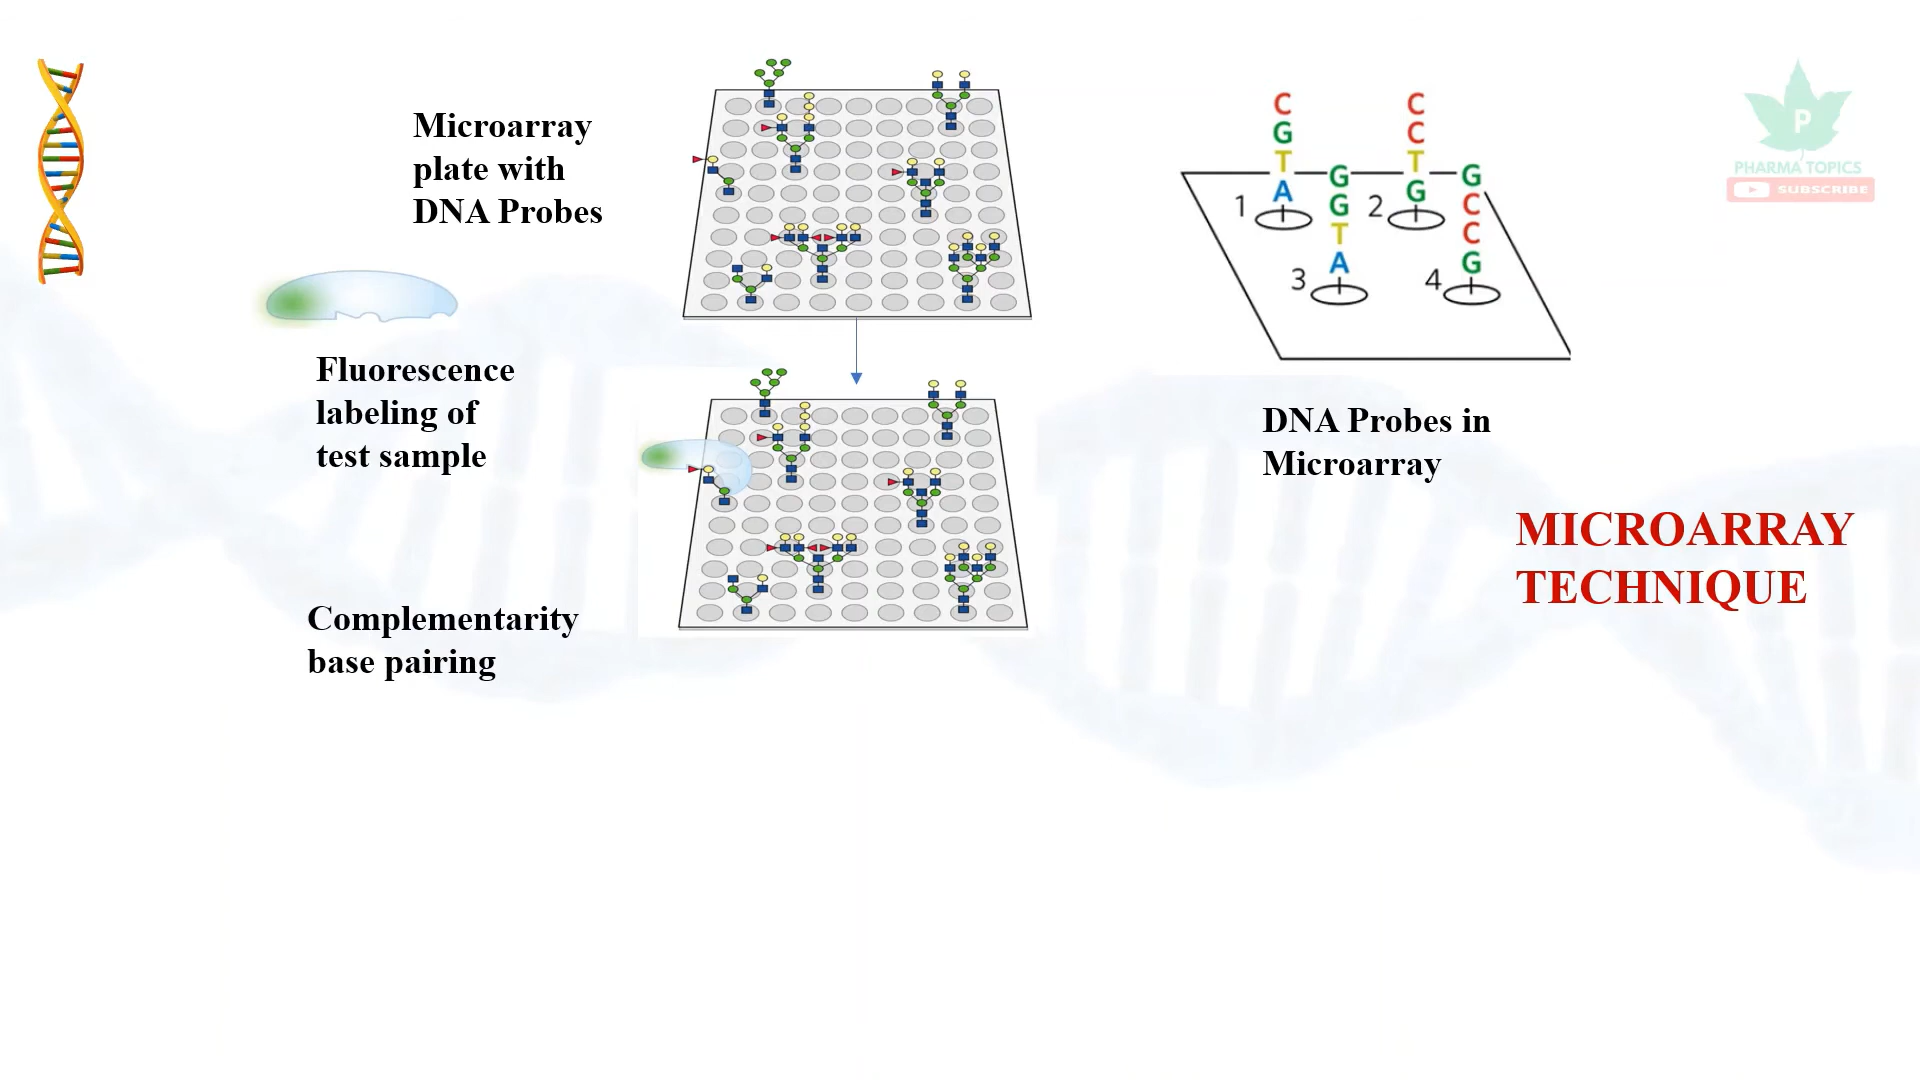 Microarray
plate with
DNA Probes
Fluorescence
labeling of
test sample
Complementarity
base pairing
C
G
T
A
1
G
G
T
A
3
C
C
T
G
2
G
C
C
G
4
DNA Probes in
Microarray
MICROARRAY
TECHNIQUE
P
PHARMA TOPICS
SUBSCRIBE